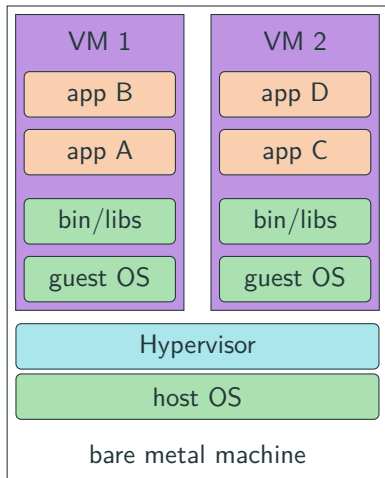 VM 1
app B
app A
bin/libs
guest OS
VM 2
app D
app C
bin/libs
guest OS
Hypervisor
host OS
bare metal machine